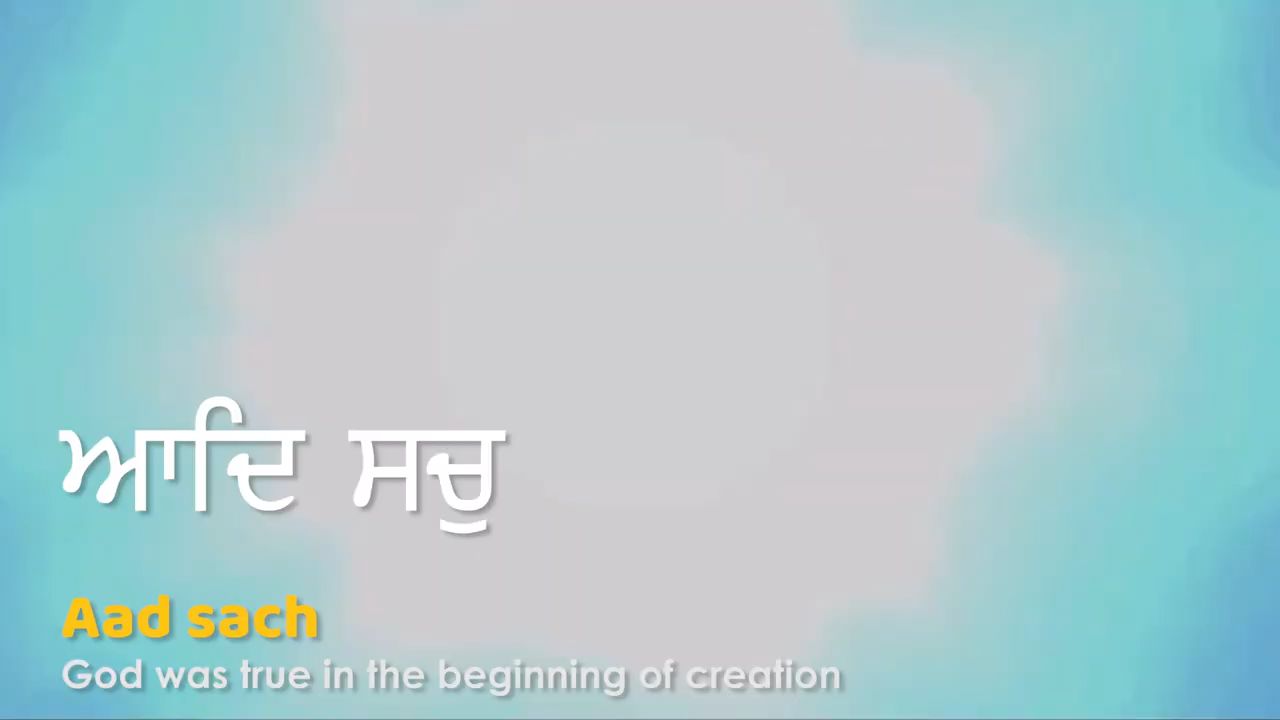 ਆਦਿ ਸਚੁ
Aad sach
God was true in the beginning of creation